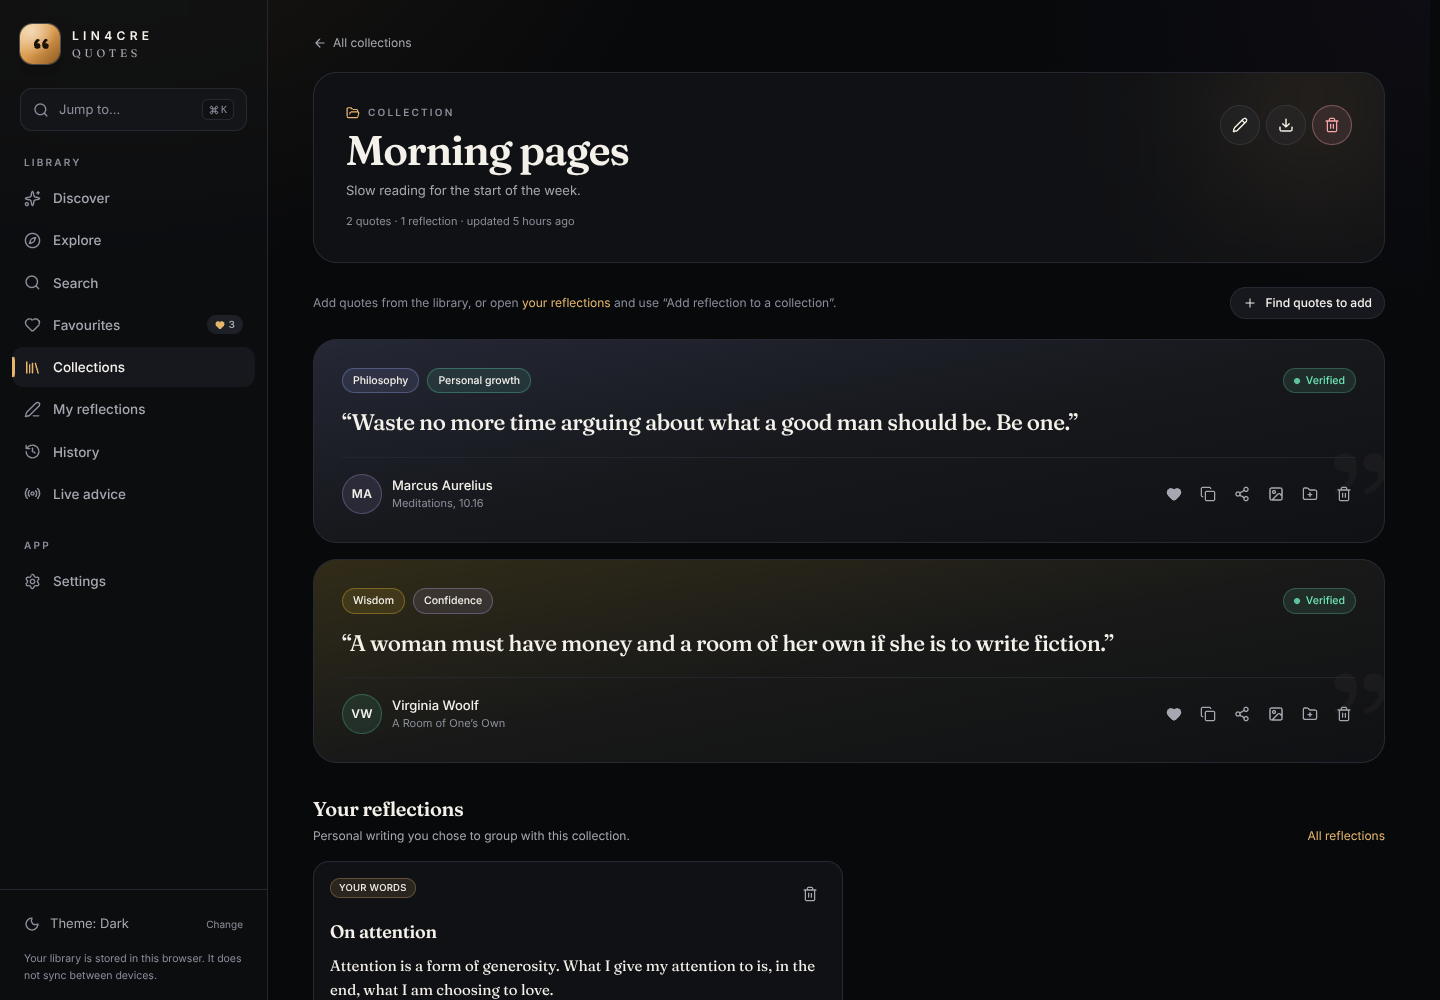 LIN4CRE
QUOTES
Jump to...
⌘K
LIBRARY
Discover
Explore
Search
Favourites
3
Collections
My reflections
History
Live advice
APP
Settings
Theme: Dark
Change
Your library is stored in this browser. It does
not sync between devices.
All collections
COLLECTION
Morning pages
Slow reading for the start of the week.
2 quotes · 1 reflection · updated 5 hours ago
Add quotes from the library, or open your reflections and use “Add reflection to a collection”.
Find quotes to add
Philosophy
Personal growth
Verified
“Waste no more time arguing about what a good man should be. Be one.”
MA
Marcus Aurelius
Meditations, 10.16
Wisdom
Confidence
Verified
“A woman must have money and a room of her own if she is to write fiction.”
VW
Virginia Woolf
A Room of One’s Own
Your reflections
Personal writing you chose to group with this collection.
All reflections
YOUR WORDS
On attention
Attention is a form of generosity. What I give my attention to is, in the
end, what I am choosing to love.